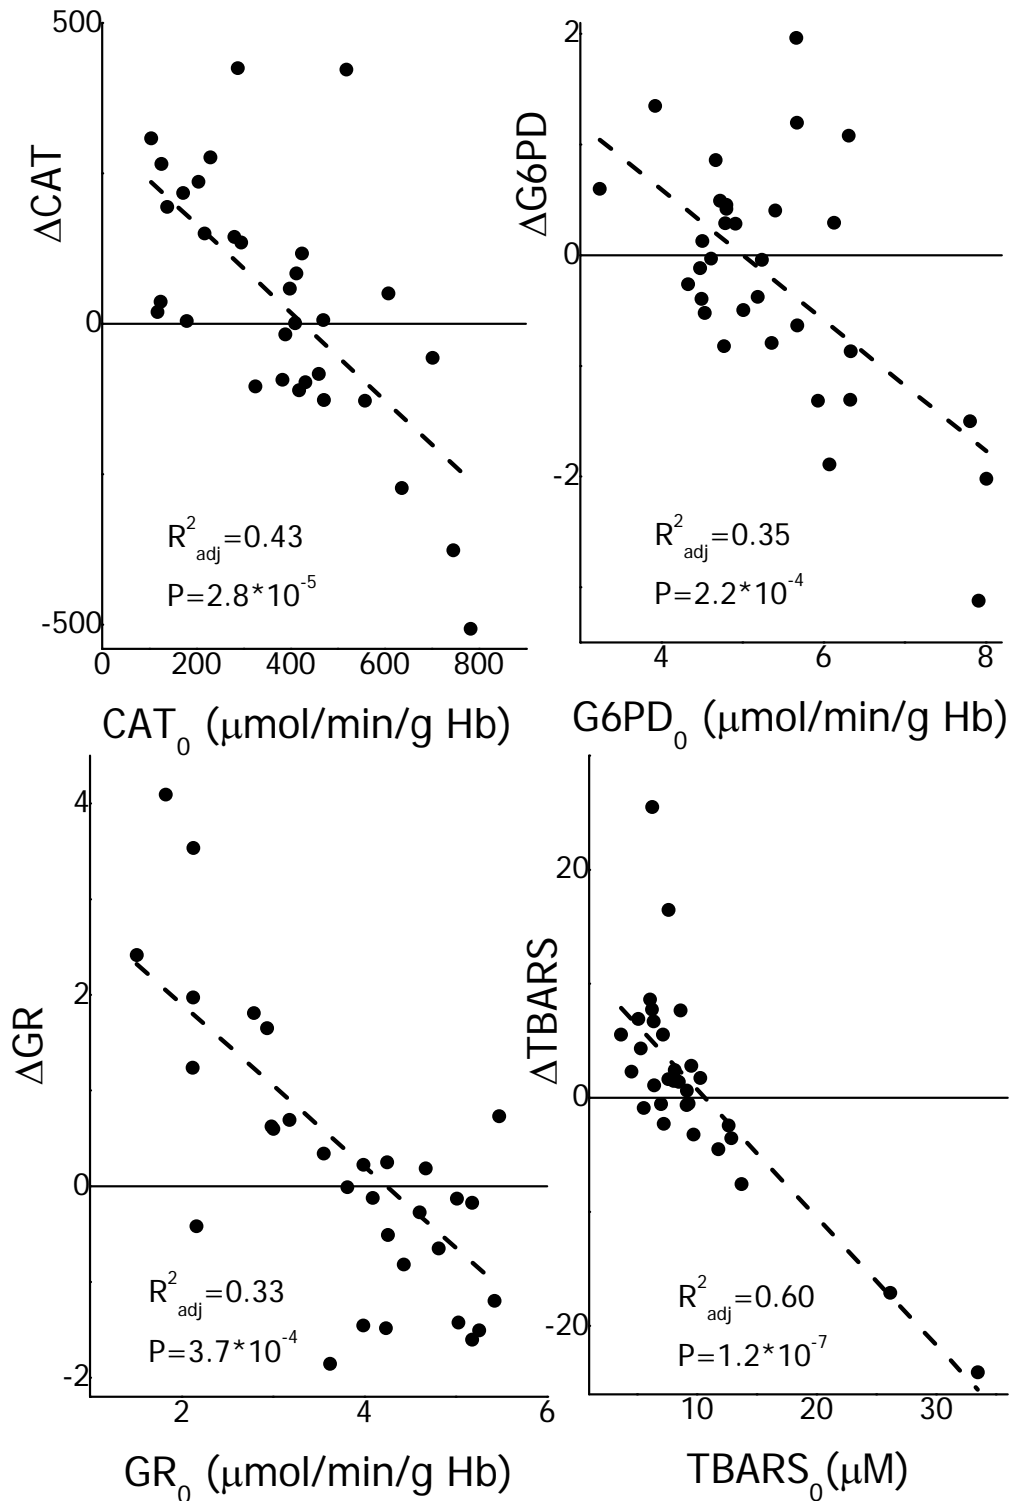 500
0
-500
ΔCAT
R²adj=0.43
P=2.8*10⁻⁵
0 200 400 600 800
CAT₀ (μmol/min/g Hb)
2
0
-2
ΔG6PD
R²adj=0.35
P=2.2*10⁻⁴
4 6 8
G6PD₀ (μmol/min/g Hb)
4
2
0
-2
ΔGR
R²adj=0.33
P=3.7*10⁻⁴
2 4 6
GR₀ (μmol/min/g Hb)
20
0
-20
ΔTBARS
R²adj=0.60
P=1.2*10⁻⁷
10 20 30
TBARS₀(μM)